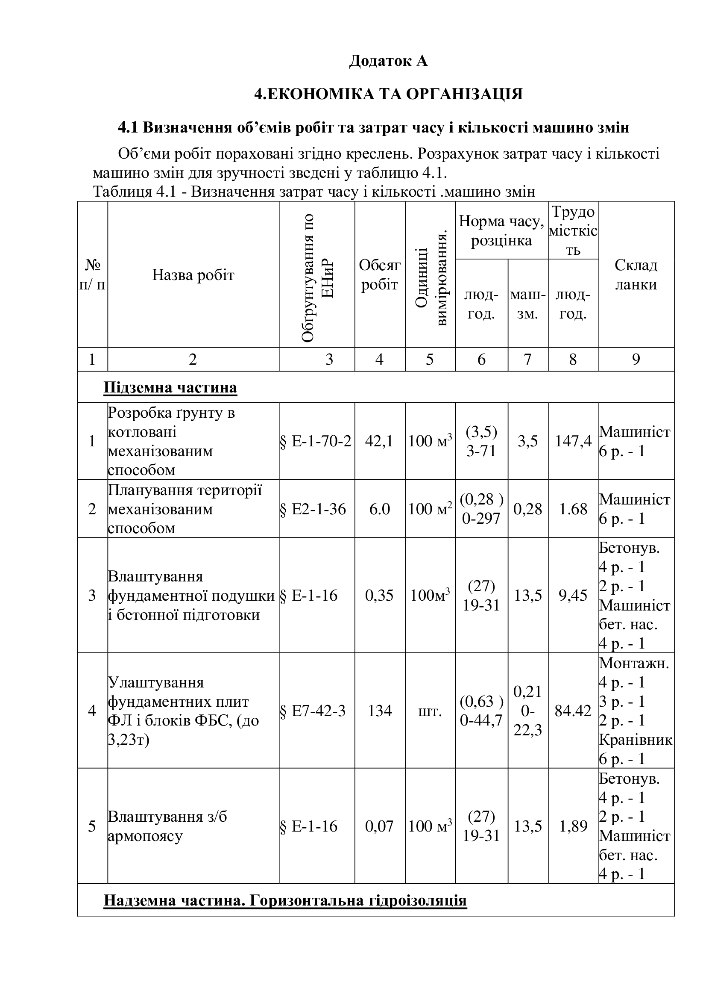 Додаток А
4.ЕКОНОМІКА ТА ОРГАНІЗАЦІЯ
4.1 Визначення об’ємів робіт та затрат часу і кількості машино змін
Об’єми робіт пораховані згідно креслень. Розрахунок затрат часу і кількості
машино змін для зручності зведені у таблицю 4.1.
Таблиця 4.1 - Визначення затрат часу і кількості .машино змін
№
п/ п
Назва робіт
Обґрунтування по
ЕНиР
Обсяг
робіт
Одиниці
вимірювання.
Норма часу,
розцінка
Трудо
місткіс
ть
люд-
год.
маш-
зм.
люд-
год.
Склад
ланки
1 2 3 4 5 6 7 8 9
Підземна частина
1
Розробка ґрунту в
котловані
механізованим
способом
§ Е-1-70-2
42,1
100 м³
(3,5)
3-71
3,5
147,4
Машиніст
6 р. - 1
2
Планування території
механізованим
способом
§ Е2-1-36
6.0
100 м²
(0,28 )
0-297
0,28
1.68
Машиніст
6 р. - 1
3
Влаштування
фундаментної подушки
і бетонної підготовки
§ Е-1-16
0,35
100м³
(27)
19-31
13,5
9,45
Бетонув.
4 р. - 1
2 р. - 1
Машиніст
бет. нас.
4 р. - 1
4
Улаштування
фундаментних плит
ФЛ і блоків ФБС, (до
3,23т)
§ Е7-42-3
134
шт.
(0,63 )
0-44,7
0,21
0-
22,3
84.42
Монтажн.
4 р. - 1
3 р. - 1
2 р. - 1
Кранівник
6 р. - 1
5
Влаштування з/б
армопоясу
§ Е-1-16
0,07
100 м³
(27)
19-31
13,5
1,89
Бетонув.
4 р. - 1
2 р. - 1
Машиніст
бет. нас.
4 р. - 1
Надземна частина. Горизонтальна гідроізоляція